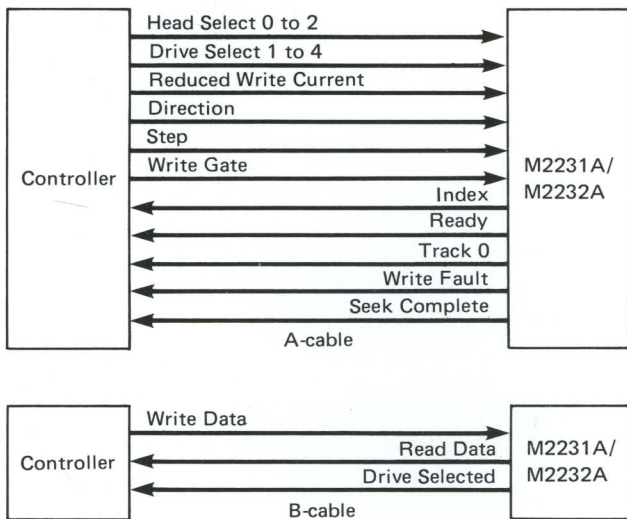 Head Select 0 to 2
Drive Select 1 to 4
Reduced Write Current
Direction
Step
Write Gate
Controller
M2231A/
M2232A
Index
Ready
Track 0
Write Fault
Seek Complete
A-cable
Write Data
Controller
Read Data
Drive Selected
M2231A/
M2232A
B-cable